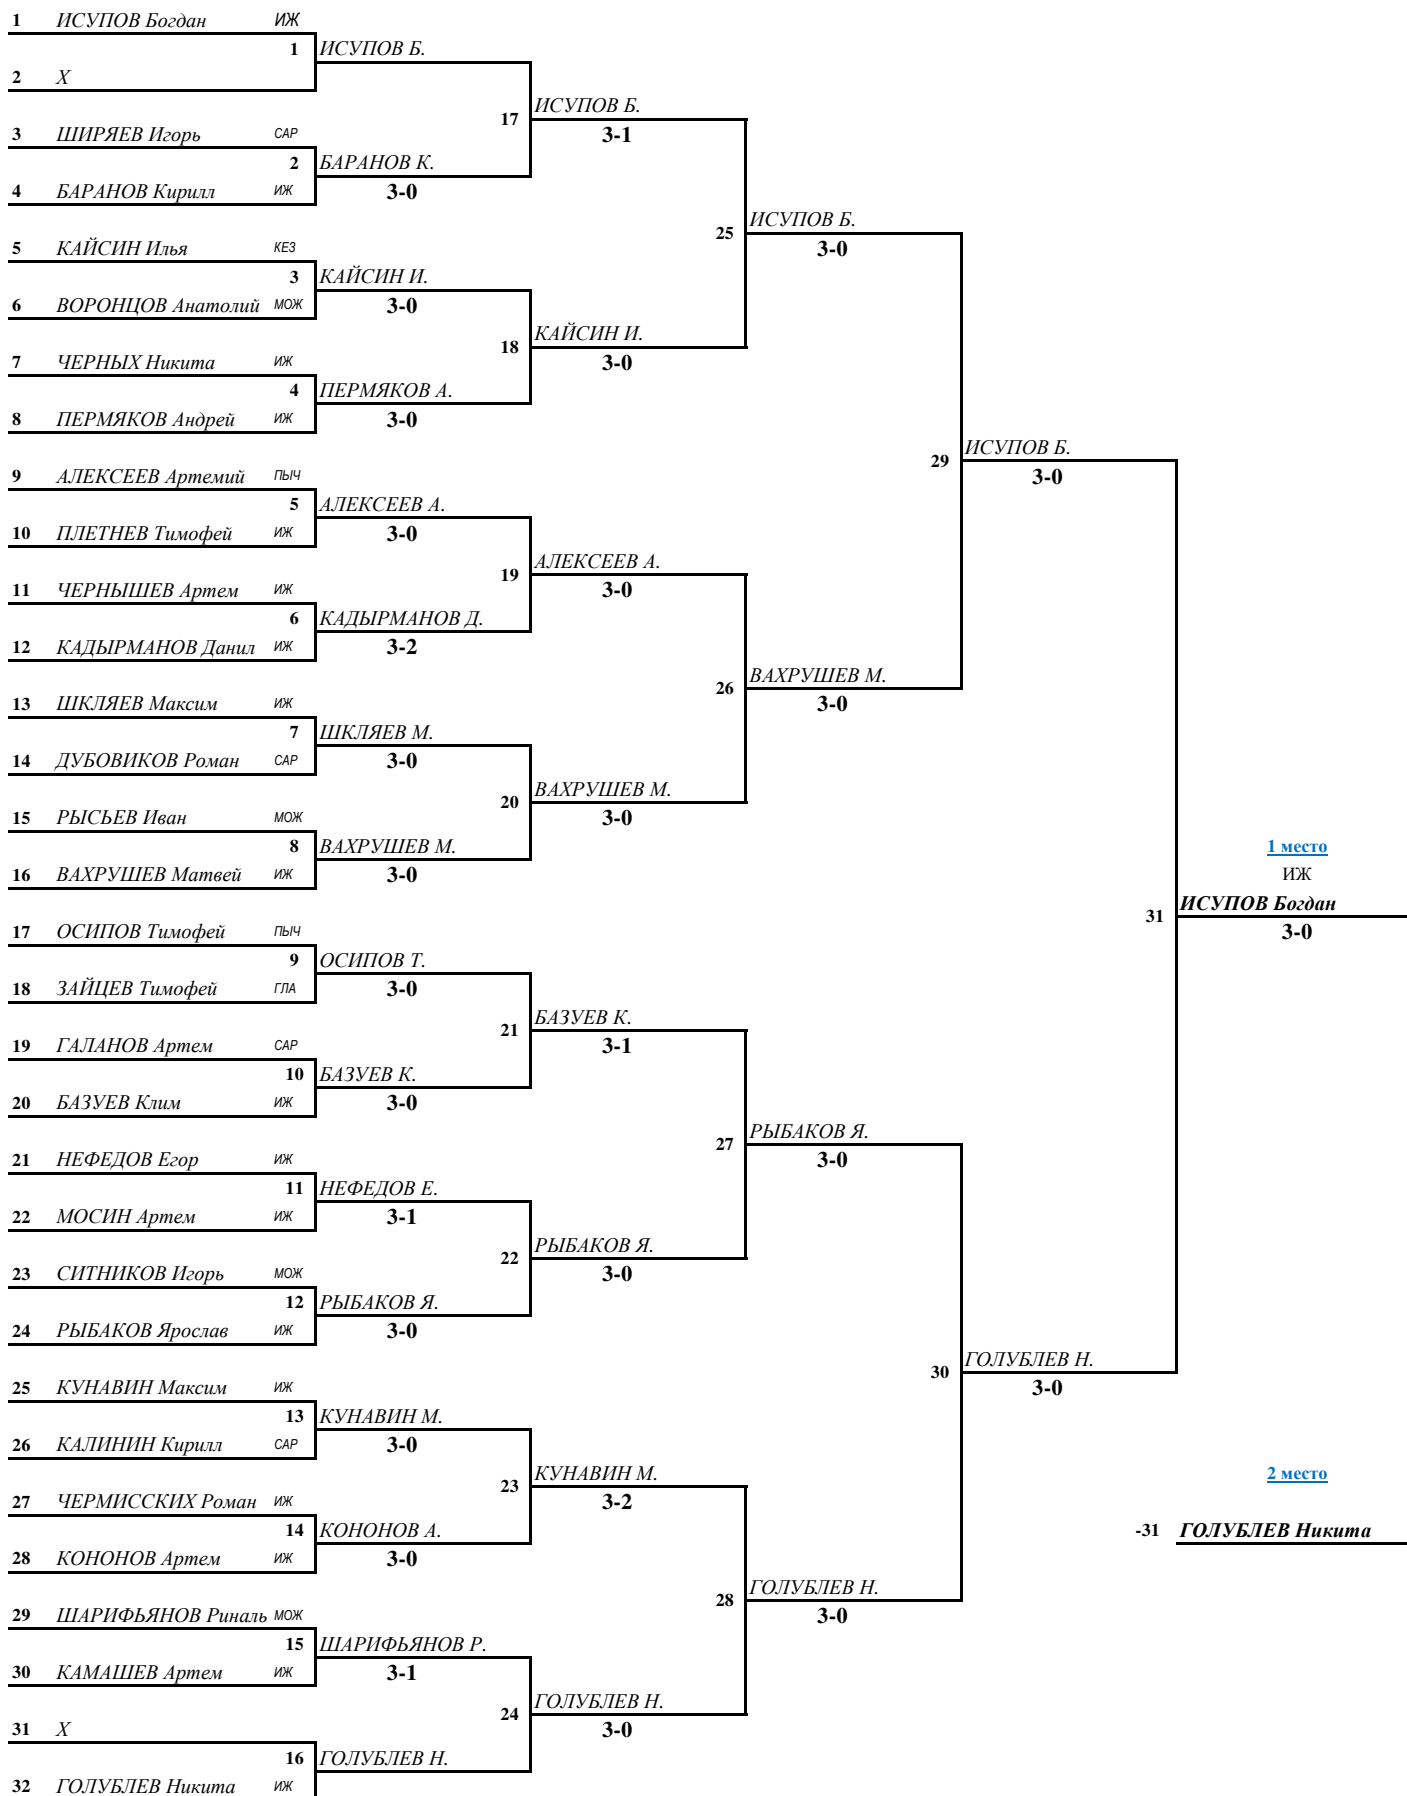 1 ИСУПОВ Богдан ИЖ
1 ИСУПОВ Б.
2 X
17 ИСУПОВ Б.
3-1
3 ШИРЯЕВ Игорь САР
2 БАРАНОВ К.
4 БАРАНОВ Кирилл ИЖ 3-0
25 ИСУПОВ Б.
3-0
5 КАЙСИН Илья КЕЗ
3 КАЙСИН И.
6 ВОРОНЦОВ Анатолий МОЖ 3-0
18 КАЙСИН И.
3-0
7 ЧЕРНЫХ Никита ИЖ
4 ПЕРМЯКОВ А.
8 ПЕРМЯКОВ Андрей ИЖ 3-0
29 ИСУПОВ Б.
3-0
9 АЛЕКСЕЕВ Артемий ПЫЧ
5 АЛЕКСЕЕВ А.
10 ПЛЕТНЕВ Тимофей ИЖ 3-0
19 АЛЕКСЕЕВ А.
3-0
11 ЧЕРНЫШЕВ Артем ИЖ
6 КАДЫРМАНОВ Д.
12 КАДЫРМАНОВ Данил ИЖ 3-2
26 ВАХРУШЕВ М.
3-0
13 ШКЛЯЕВ Максим ИЖ
7 ШКЛЯЕВ М.
14 ДУБОВИКОВ Роман САР 3-0
20 ВАХРУШЕВ М.
3-0
15 РЫСЬЕВ Иван МОЖ
8 ВАХРУШЕВ М.
1 место
16 ВАХРУШЕВ Матвей ИЖ 3-0
ИЖ
31 ИСУПОВ Богдан
3-0
17 ОСИПОВ Тимофей ПЫЧ
9 ОСИПОВ Т.
18 ЗАЙЦЕВ Тимофей ГЛА 3-0
21 БАЗУЕВ К.
3-1
19 ГАЛАНОВ Артем САР
10 БАЗУЕВ К.
20 БАЗУЕВ Клим ИЖ 3-0
27 РЫБАКОВ Я.
3-0
21 НЕФЕДОВ Егор ИЖ
11 НЕФЕДОВ Е.
22 МОСИН Артем ИЖ 3-1
22 РЫБАКОВ Я.
3-0
23 СИТНИКОВ Игорь МОЖ
12 РЫБАКОВ Я.
24 РЫБАКОВ Ярослав ИЖ 3-0
30 ГОЛУБЛЕВ Н.
3-0
25 КУНАВИН Максим ИЖ
13 КУНАВИН М.
26 КАЛИНИН Кирилл САР 3-0
23 КУНАВИН М.
3-2
2 место
27 ЧЕРМИССКИХ Роман ИЖ
14 КОНОНОВ А.
-31 ГОЛУБЛЕВ Никита
28 КОНОНОВ Артем ИЖ 3-0
28 ГОЛУБЛЕВ Н.
3-0
29 ШАРИФЬЯНОВ Риналь МОЖ
15 ШАРИФЬЯНОВ Р.
30 КАМАШЕВ Артем ИЖ 3-1
24 ГОЛУБЛЕВ Н.
3-0
31 X
16 ГОЛУБЛЕВ Н.
32 ГОЛУБЛЕВ Никита ИЖ